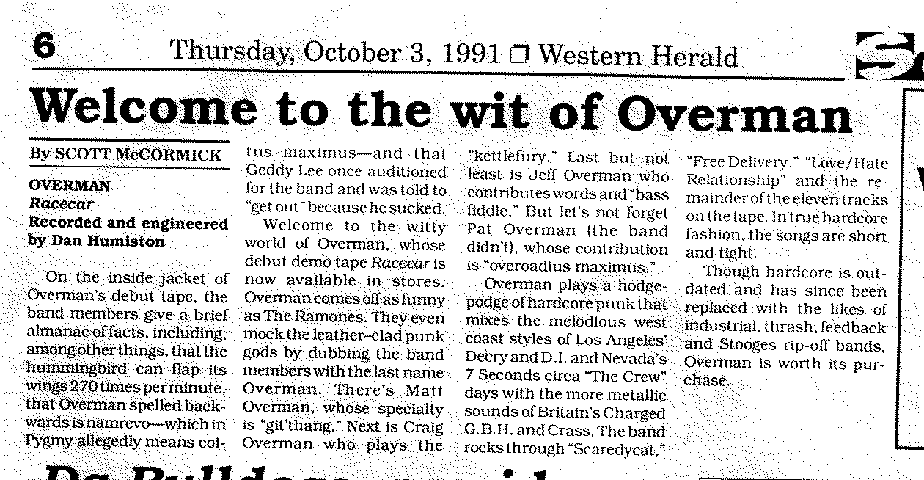 6
Thursday, October 3, 1991 ❐ Western Herald
Welcome to the wit of Overman
By SCOTT McCORMICK
OVERMAN
Racecar
Recorded and engineered
by Dan Humiston
On the inside jacket of
Overman's debut tape, the
band members give a brief
almanac of facts, including,
among other things, that the
hummingbird can flap its
wings 270 times per minute,
that Overman spelled back-
wards is namrevo—which in
Pygmy allegedly means col-
maximus—and that
Geddy Lee once auditioned
for the band and was told to
"get out" because he sucked.
Welcome to the witty
world of Overman, whose
debut demo tape Racecar is
now available in stores.
Overman comes off as funny
as The Ramones. They even
mock the leather-clad punk
gods by dubbing the band
members with the last name
Overman. There's Matt
Overman, whose specialty
is "git'thang." Next is Craig
Overman who plays the
"kettlefury." Last but not
least is Jeff Overman who
contributes words and "bass
fiddle." But let's not forget
Pat Overman (the band
didn't), whose contribution
is "overoadius maximus."
Overman plays a hodge-
podge of hardcore punk that
mixes the melodious west
coast styles of Los Angeles'
Decry and D.I. and Nevada's
7 Seconds circa "The Crew"
days with the more metallic
sounds of Britain's Charged
G.B.H. and Crass. The band
rocks through "Scaredycat,"
"Free Delivery," "Love/Hate
Relationship" and the re-
mainder of the eleven tracks
on the tape. In true hardcore
fashion, the songs are short
and tight.
Though hardcore is out-
dated and has since been
replaced with the likes of
industrial, thrash, feedback
and Stooges rip-off bands,
Overman is worth its pur-
chase.